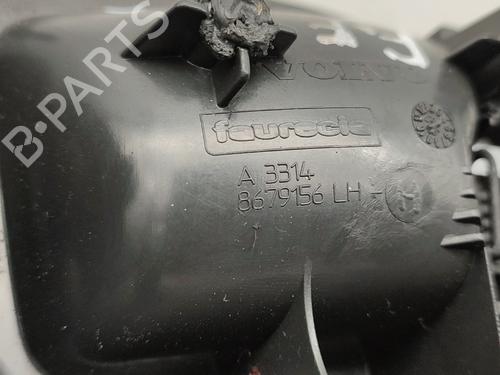 VOLVO
faurecia
A 3314
8679156 LH
B-PARTS